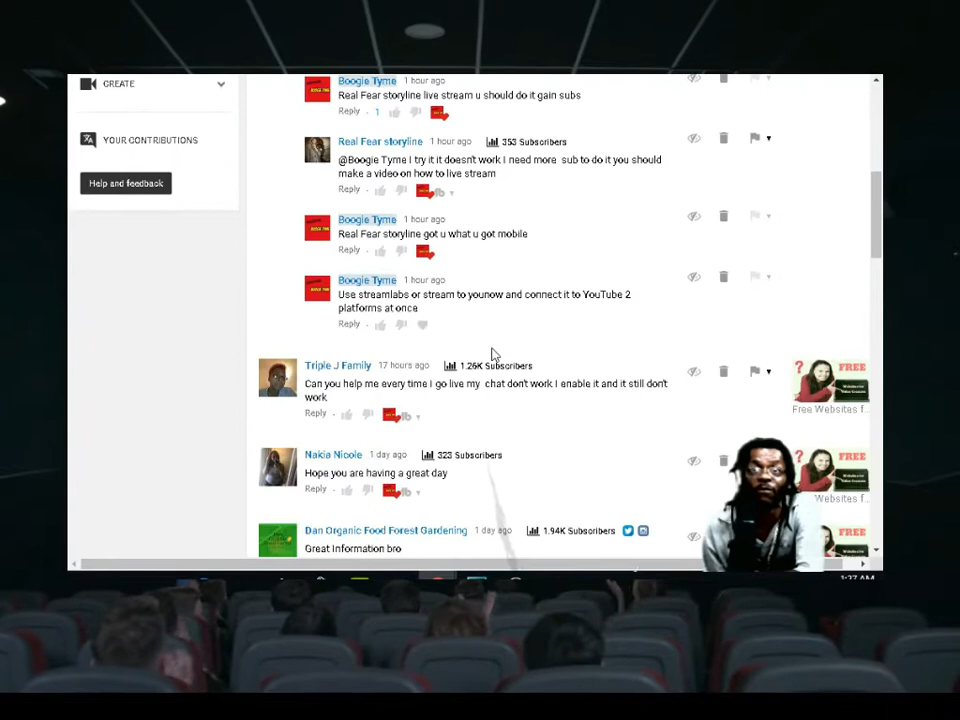 CREATE
YOUR CONTRIBUTIONS
Help and feedback
Boogie Tyme 1 hour ago
Real Fear storyline live stream u should do it gain subs
Reply 1
Real Fear storyline 1 hour ago 353 Subscribers
@Boogie Tyme I try it it doesn't work I need more sub to do it you should
make a video on how to live stream
Reply
Boogie Tyme 1 hour ago
Real Fear storyline got u what u got mobile
Reply
Boogie Tyme 1 hour ago
Use streamlabs or stream to younow and connect it to YouTube 2
platforms at once
Reply
Triple J Family 17 hours ago 1.26K Subscribers
Can you help me every time I go live my chat don't work I enable it and it still don't
work
Reply
? FREE
Free Websites f..
Nakia Nicole 1 day ago 323 Subscribers
Hope you are having a great day
Reply
? FREE
Websites f..
Dan Organic Food Forest Gardening 1 day ago 1.94K Subscribers
Great Information bro
FREE
1:27 AM